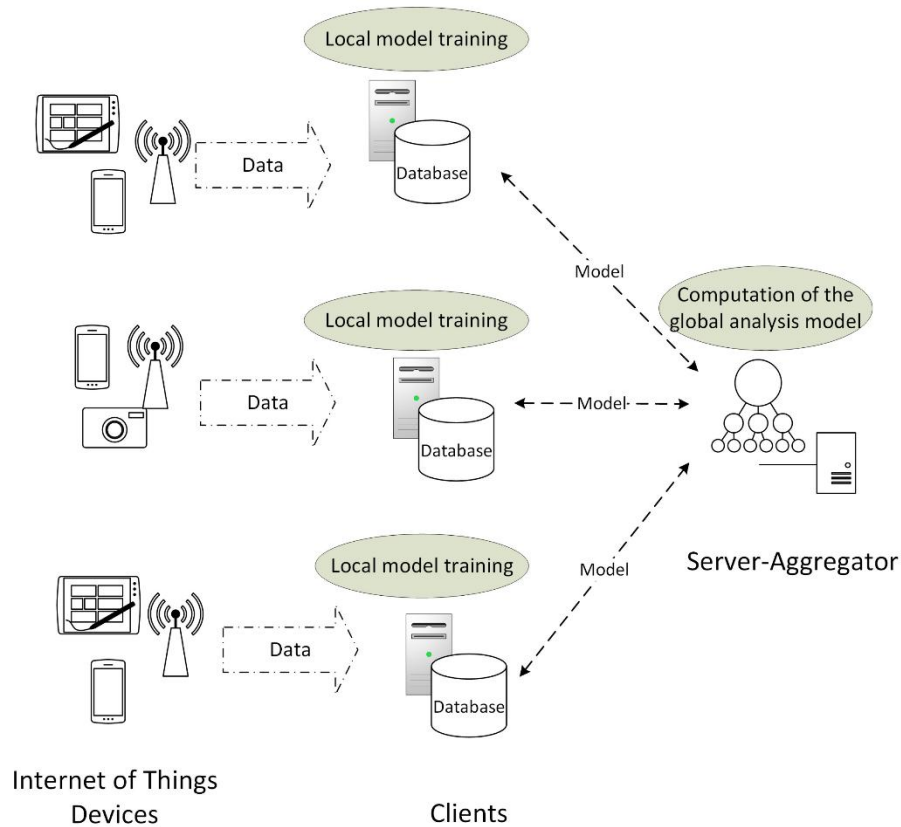 Local model training
Data
Database
Model
Local model training
Computation of the
global analysis model
Data
Model
Database
Local model training
Model
Server-Aggregator
Data
Database
Internet of Things
Devices
Clients